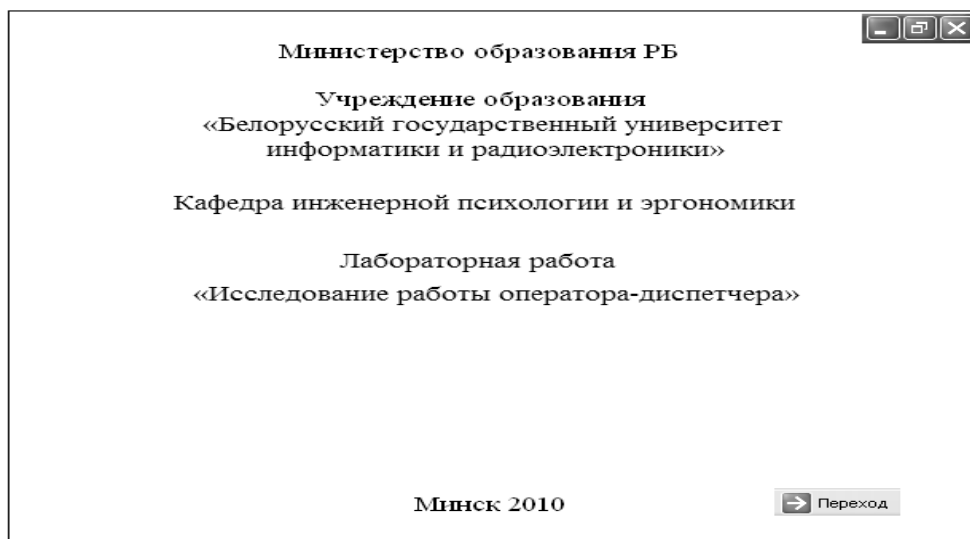 Министерство образования РБ
Учреждение образования
«Белорусский государственный университет
информатики и радиоэлектроники»
Кафедра инженерной психологии и эргономики
Лабораторная работа
«Исследование работы оператора-диспетчера»
Минск 2010
Переход